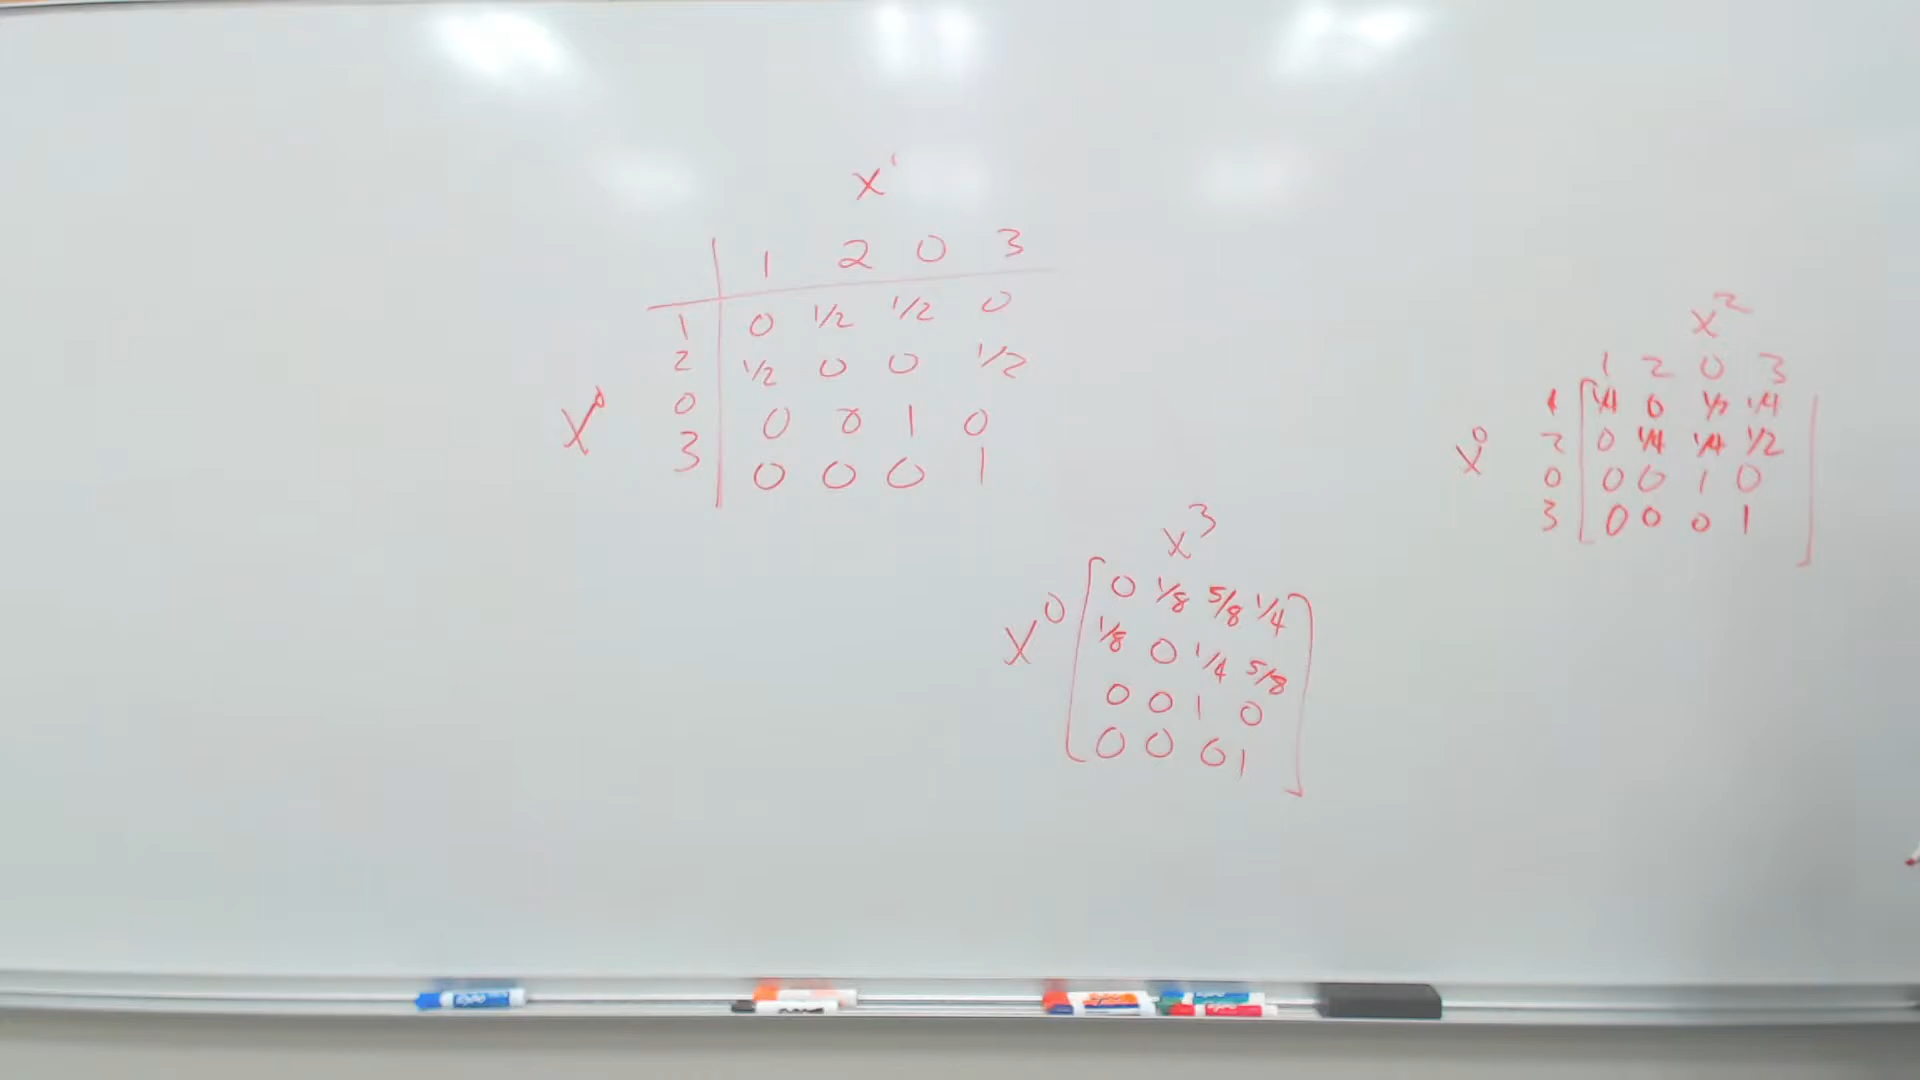 X¹
1 2 0 3
1 0 1/2 1/2 0
2 1/2 0 0 1/2
X⁰
0 0 0 1 0
3 0 0 0 1
X²
1 2 0 3
1 1/4 0 1/2 1/4
X⁰
2 0 1/4 1/4 1/2
0 0 0 1 0
3 0 0 0 1
X³
X⁰
0 1/8 5/8 1/4
1/8 0 1/4 5/8
0 0 1 0
0 0 0 1